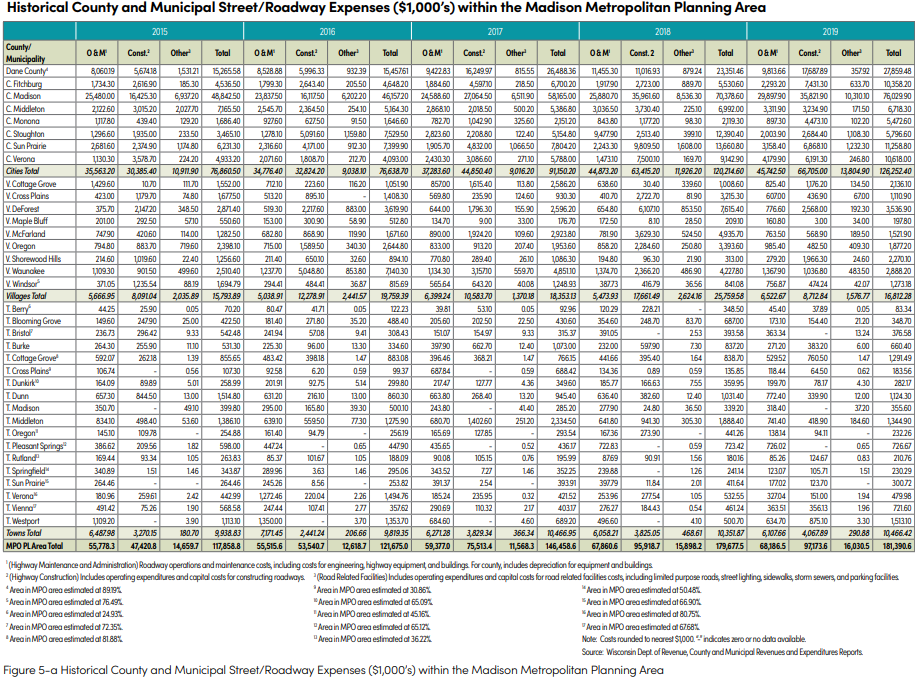 Historical County and Municipal Street/Roadway Expenses ($1,000's) within the Madison Metropolitan Planning Area
2015 2016 2017 2018 2019
County/ Municipality O & M¹ Const.² Other³ Total O & M¹ Const.² Other³ Total O & M¹ Const.² Other³ Total O & M¹ Const. 2 Other³ Total O & M¹ Const.² Other³ Total
Dane County⁴ 8,060.19 5,674.18 1,531.21 15,265.58 8,528.88 5,996.33 932.39 15,457.61 9,422.83 16,249.97 815.55 26,488.36 11,455.30 11,016.93 879.24 23,351.46 9,813.66 17,687.89 357.92 27,859.48
C. Fitchburg 1,734.30 2,616.90 185.30 4,536.50 1,799.30 2,643.40 205.50 4,648.20 1,884.60 4,597.10 218.50 6,700.20 1,917.90 2,723.00 889.70 5,530.60 2,293.20 7,431.30 633.70 10,358.20
C. Madison 25,480.00 16,425.30 6,937.20 48,842.50 23,837.50 16,117.50 6,202.20 46,157.20 24,968.80 27,064.50 6,511.90 58,165.00 25,880.70 35,961.60 8,536.30 70,378.60 29,897.90 35,821.90 10,310.10 76,029.90
C. Middleton 2,122.60 3,015.20 2,027.70 7,165.50 2,545.70 2,364.50 254.10 5,164.30 2,868.10 2,018.50 500.20 5,386.80 3,036.50 3,730.40 225.10 6,992.00 3,311.90 3,234.90 171.50 6,718.30
C. Monona 1,117.80 439.40 129.20 1,686.40 927.60 627.50 91.50 1,646.60 782.70 1,042.90 325.60 2,151.20 843.80 1,177.20 98.30 2,119.30 897.30 4,473.10 102.20 5,472.60
C. Stoughton 1,296.60 1,935.00 233.50 3,465.10 1,278.10 5,091.60 1,159.80 7,529.50 2,823.60 2,208.80 122.40 5,154.80 9,477.90 2,513.40 399.10 12,390.40 2,003.90 2,684.40 1,108.30 5,796.60
C. Sun Prairie 2,681.60 2,374.90 1,174.80 6,231.30 2,316.60 4,171.00 912.30 7,399.90 1,905.70 4,832.00 1,066.50 7,804.20 2,243.30 9,809.50 1,608.00 13,660.80 3,158.40 6,868.10 1,232.30 11,258.80
C. Verona 1,130.30 3,578.70 224.20 4,933.20 2,071.60 1,808.70 212.70 4,093.00 2,430.30 3,086.60 271.10 5,788.00 1,473.10 7,500.10 169.70 9,142.90 4,179.90 6,191.30 246.80 10,618.00
Cities Total 35,563.20 30,385.40 10,911.90 76,860.50 34,776.40 32,824.20 9,038.10 76,638.70 37,283.60 44,850.40 9,016.20 91,150.20 44,873.20 63,415.20 11,926.20 120,214.60 45,742.50 66,705.00 13,804.90 126,252.40
V. Cottage Grove 1,429.60 10.70 111.70 1,552.00 712.10 223.60 116.20 1,051.90 857.00 1,615.40 113.80 2,586.20 638.60 30.40 339.60 1,008.60 825.40 1,176.20 134.50 2,136.10
V. Cross Plains 423.00 1,179.70 74.80 1,677.50 513.20 895.10 - 1,408.30 569.80 235.90 124.60 930.30 410.70 2,722.70 81.90 3,215.30 607.00 436.90 67.00 1,110.90
V. DeForest 375.70 2,147.20 348.50 2,871.40 519.30 2,217.60 883.00 3,619.90 644.00 1,796.30 155.90 2,596.20 654.80 6,107.10 853.50 7,615.40 776.60 2,568.00 192.30 3,536.90
V. Maple Bluff 201.00 292.50 57.10 550.60 153.00 300.90 58.90 512.80 134.70 9.00 33.00 176.70 172.50 8.10 28.50 209.10 160.80 3.00 34.00 197.80
V. McFarland 747.90 420.60 114.00 1,282.50 682.80 868.90 119.90 1,671.60 890.00 1,924.20 109.60 2,923.80 781.90 3,629.30 524.50 4,935.70 763.50 568.90 189.50 1,521.90
V. Oregon 794.80 883.70 719.60 2,398.10 715.00 1,589.50 340.30 2,644.80 833.00 913.20 207.40 1,953.60 858.20 2,284.60 250.80 3,393.60 985.40 482.50 409.30 1,877.20
V. Shorewood Hills 214.60 1,019.60 22.40 1,256.60 211.40 650.10 32.60 894.10 770.80 289.40 26.10 1,086.30 194.80 96.30 21.90 313.00 279.20 1,966.30 24.60 2,270.10
V. Waunakee 1,109.30 901.50 499.60 2,510.40 1,237.70 5,048.80 853.80 7,140.30 1,134.30 3,157.10 559.70 4,851.10 1,374.70 2,366.20 486.90 4,227.80 1,367.90 1,036.80 483.50 2,888.20
V. Windsor⁵ 371.05 1,235.54 88.19 1,694.79 294.41 484.41 36.87 815.69 565.64 643.20 40.08 1,248.93 387.73 416.79 36.56 841.08 756.87 474.24 42.07 1,273.18
Villages Total 5,666.95 8,091.04 2,035.89 15,793.89 5,038.91 12,278.91 2,441.57 19,759.39 6,399.24 10,583.70 1,370.18 18,353.13 5,473.93 17,661.49 2,624.16 25,759.58 6,522.67 8,712.84 1,576.77 16,812.28
T. Berry⁶ 44.25 25.90 0.05 70.20 80.47 41.71 0.05 122.23 39.81 53.10 0.05 92.96 120.29 228.21 348.50 45.40 37.89 0.05 83.34
T. Blooming Grove 149.60 247.90 25.00 422.50 181.40 271.80 35.20 488.40 205.60 202.50 22.50 430.60 354.60 248.70 83.70 687.00 173.10 154.40 21.20 348.70
T. Bristol⁷ 236.73 296.42 9.33 542.48 241.94 57.08 9.41 308.43 151.07 154.97 9.33 315.37 391.05 - 2.53 393.58 363.34 - 13.24 376.58
T. Burke 264.30 255.90 11.10 531.30 225.30 96.00 13.30 334.60 397.90 662.70 12.40 1,073.00 232.00 597.90 7.30 837.20 271.20 383.20 6.00 660.40
T. Cottage Grove⁸ 592.07 262.18 1.39 855.65 483.42 398.18 1.47 883.08 396.46 368.21 1.47 766.15 441.66 395.40 1.64 838.70 529.52 760.50 1.47 1,291.49
T. Cross Plains⁹ 106.74 - 0.56 107.30 92.58 6.20 0.59 99.37 687.84 - 0.59 688.42 134.36 0.89 0.59 135.85 118.44 64.50 0.62 183.56
T. Dunkirk¹⁰ 164.09 89.89 5.01 258.99 201.91 92.75 5.14 299.80 217.47 127.77 4.36 349.60 185.77 166.63 7.55 359.95 199.70 78.17 4.30 282.17
T. Dunn 657.30 844.50 13.00 1,514.80 631.20 216.10 13.00 860.30 663.80 268.40 13.20 945.40 636.40 382.60 12.40 1,031.40 772.40 339.90 12.00 1,124.30
T. Madison 350.70 - 49.10 399.80 295.00 165.80 39.30 500.10 243.80 - 41.40 285.20 277.90 24.80 36.50 339.20 318.40 - 37.20 355.60
T. Middleton 834.10 498.40 53.60 1,386.10 639.10 559.50 77.30 1,275.90 680.70 1,402.60 251.20 2,334.50 641.80 941.30 305.30 1,888.40 741.40 418.90 184.60 1,344.90
T. Oregon¹¹ 145.10 109.78 - 254.88 161.40 94.79 - 256.19 165.69 127.85 - 293.54 167.36 273.90 - 441.26 138.14 94.11 - 232.26
T. Pleasant Springs¹² 386.62 209.56 1.82 598.00 447.24 - 0.65 447.90 435.65 - 0.52 436.17 722.83 - 0.59 723.42 726.02 - 0.65 726.67
T. Rutland¹³ 169.44 93.34 1.05 263.83 85.37 101.67 1.05 188.09 90.08 105.15 0.76 195.99 87.69 90.91 1.56 180.16 85.26 124.67 0.83 210.76
T. Springfield¹⁴ 340.89 1.51 1.46 343.87 289.96 3.63 1.46 295.06 343.52 7.27 1.46 352.25 239.88 - 1.26 241.14 123.07 105.71 1.51 230.29
T. Sun Prairie¹⁵ 264.46 - - 264.46 245.26 8.56 - 253.82 391.37 2.54 - 393.91 397.79 11.84 2.01 411.64 177.02 123.70 - 300.72
T. Verona¹⁶ 180.96 259.61 2.42 442.99 1,272.46 220.04 2.26 1,494.76 185.24 235.95 0.32 421.52 253.96 277.54 1.05 532.55 327.04 151.00 1.94 479.98
T. Vienna¹⁷ 491.42 75.26 1.90 568.58 247.44 107.41 2.77 357.62 290.69 110.32 2.17 403.17 276.27 184.43 0.54 461.24 363.51 356.13 1.96 721.60
T. Westport 1,109.20 - 3.90 1,113.10 1,350.00 - 3.70 1,353.70 684.60 - 4.60 689.20 496.60 - 4.10 500.70 634.70 875.10 3.30 1,513.10
Towns Total 6,487.98 3,270.15 180.70 9,938.83 7,171.45 2,441.24 206.66 9,819.35 6,271.28 3,829.34 366.34 10,466.95 6,058.21 3,825.05 468.61 10,351.87 6,107.66 4,067.89 290.88 10,466.42
MPO PL Area Total 55,778.3 47,420.8 14,659.7 117,858.8 55,515.6 53,540.7 12,618.7 121,675.0 59,377.0 75,513.4 11,568.3 146,458.6 67,860.6 95,918.7 15,898.2 179,677.5 68,186.5 97,173.6 16,030.5 181,390.6
¹ (Highway Maintenance and Administration) Roadway operations and maintenance costs, including costs for engineering, highway equipment, and buildings. For county, includes depreciation for equipment and buildings.
² (Highway Construction) Includes operating expenditures and capital costs for constructing roadways. ³ (Road Related Facilities) Includes operating expenditures and capital costs for road related facilities costs, including limited purpose roads, street lighting, sidewalks, storm sewers, and parking facilities.
⁴ Area in MPO area estimated at 89.19%. ⁹ Area in MPO area estimated at 30.86%. ¹⁴ Area in MPO area estimated at 50.48%.
⁵ Area in MPO area estimated at 76.49%. ¹⁰ Area in MPO area estimated at 65.09%. ¹⁵ Area in MPO area estimated at 66.90%.
⁶ Area in MPO area estimated at 24.93%. ¹¹ Area in MPO area estimated at 45.16%. ¹⁶ Area in MPO area estimated at 80.75%.
⁷ Area in MPO area estimated at 72.35%. ¹² Area in MPO area estimated at 65.12%. ¹⁷ Area in MPO area estimated at 67.68%.
⁸ Area in MPO area estimated at 81.88%. ¹³ Area in MPO area estimated at 36.22%. Note: Costs rounded to nearest $1,000. "-" indicates zero or no data available.
Source: Wisconsin Dept. of Revenue, County and Municipal Revenues and Expenditures Reports.
Figure 5-a Historical County and Municipal Street/Roadway Expenses ($1,000's) within the Madison Metropolitan Planning Area